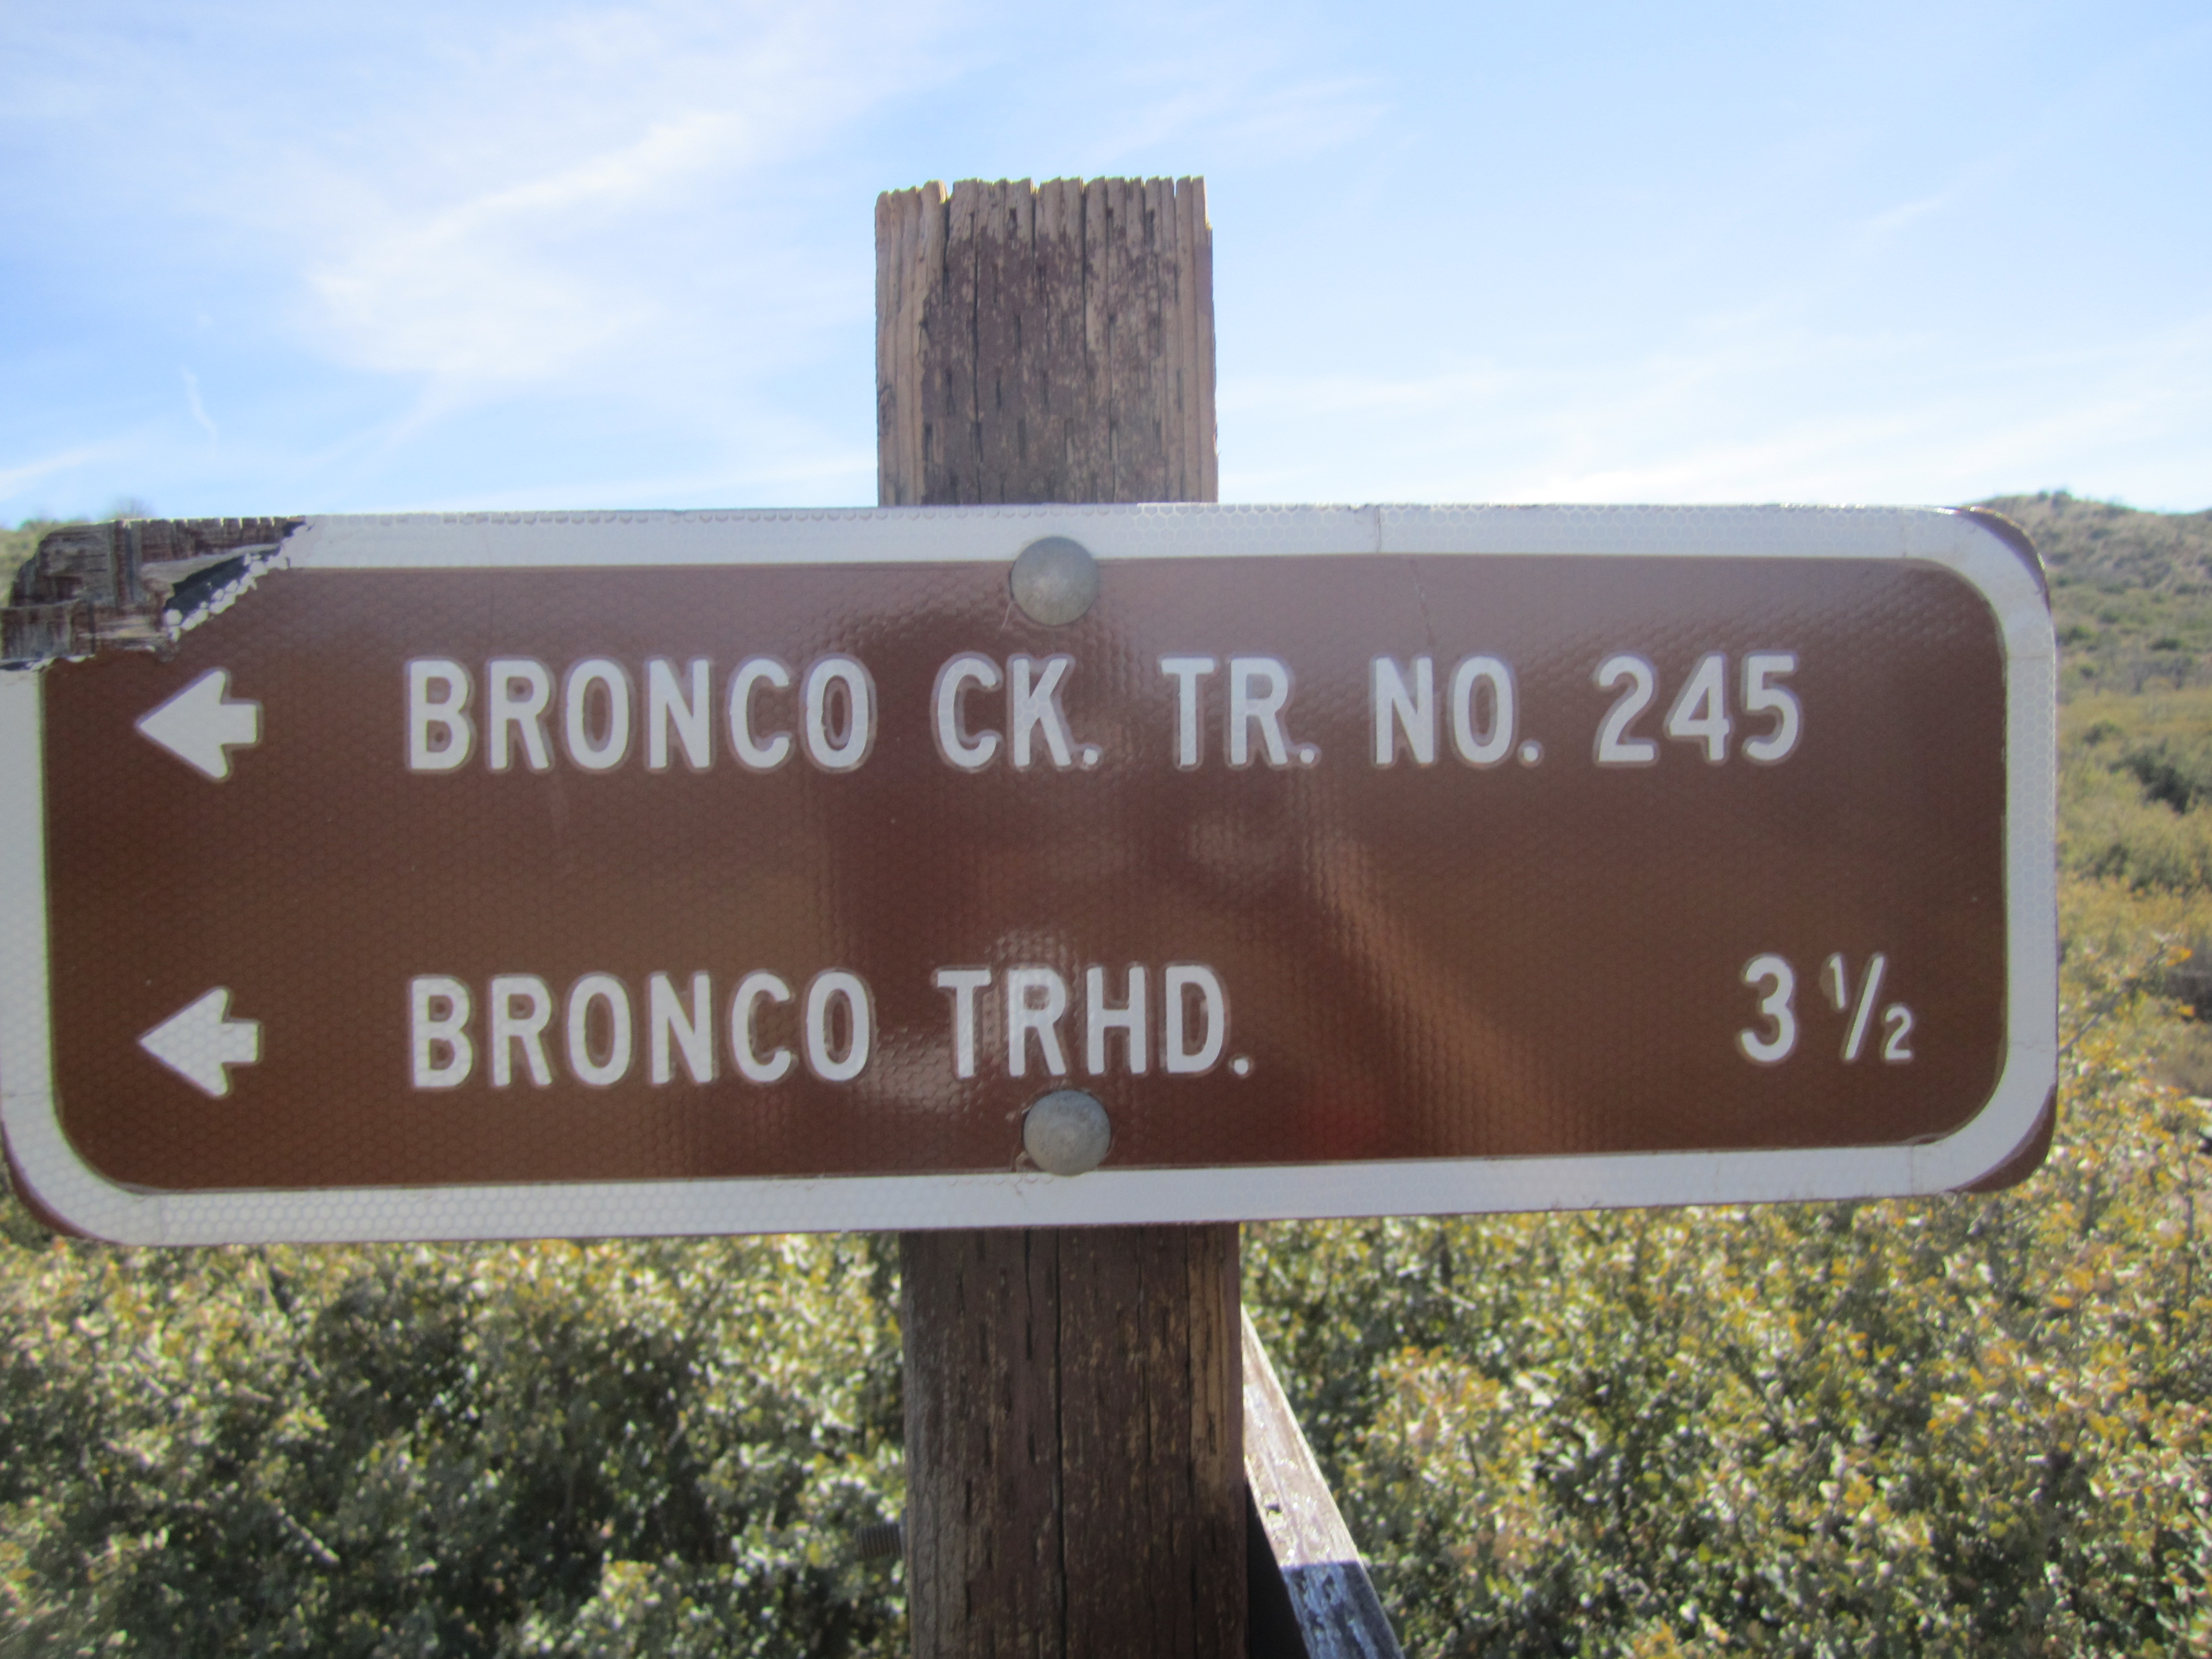 BRONCO CK. TR. NO. 245
BRONCO TRHD. 3 1/2